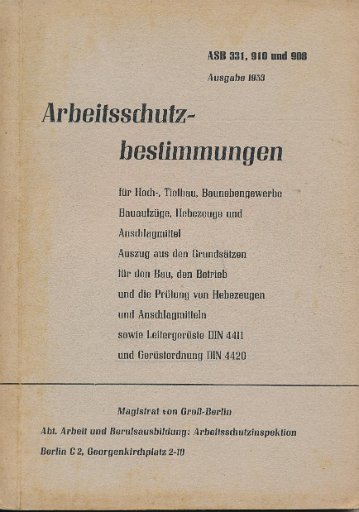 ASB 331, 910 und 908
Ausgabe 1953
Arbeitsschutz-
bestimmungen
für Hoch-, Tiefbau, Baunebengewerbe
Bauaufzüge, Hebezeuge und
Anschlagmittel
Auszug aus den Grundsätzen
für den Bau, den Betrieb
und die Prüfung von Hebezeugen
und Anschlagmitteln
sowie Leitergerüste DIN 4411
und Gerüstordnung DIN 4420
Magistrat von Groß-Berlin
Abt. Arbeit und Berufsausbildung: Arbeitsschutzinspektion
Berlin C 2, Georgenkirchplatz 2-10